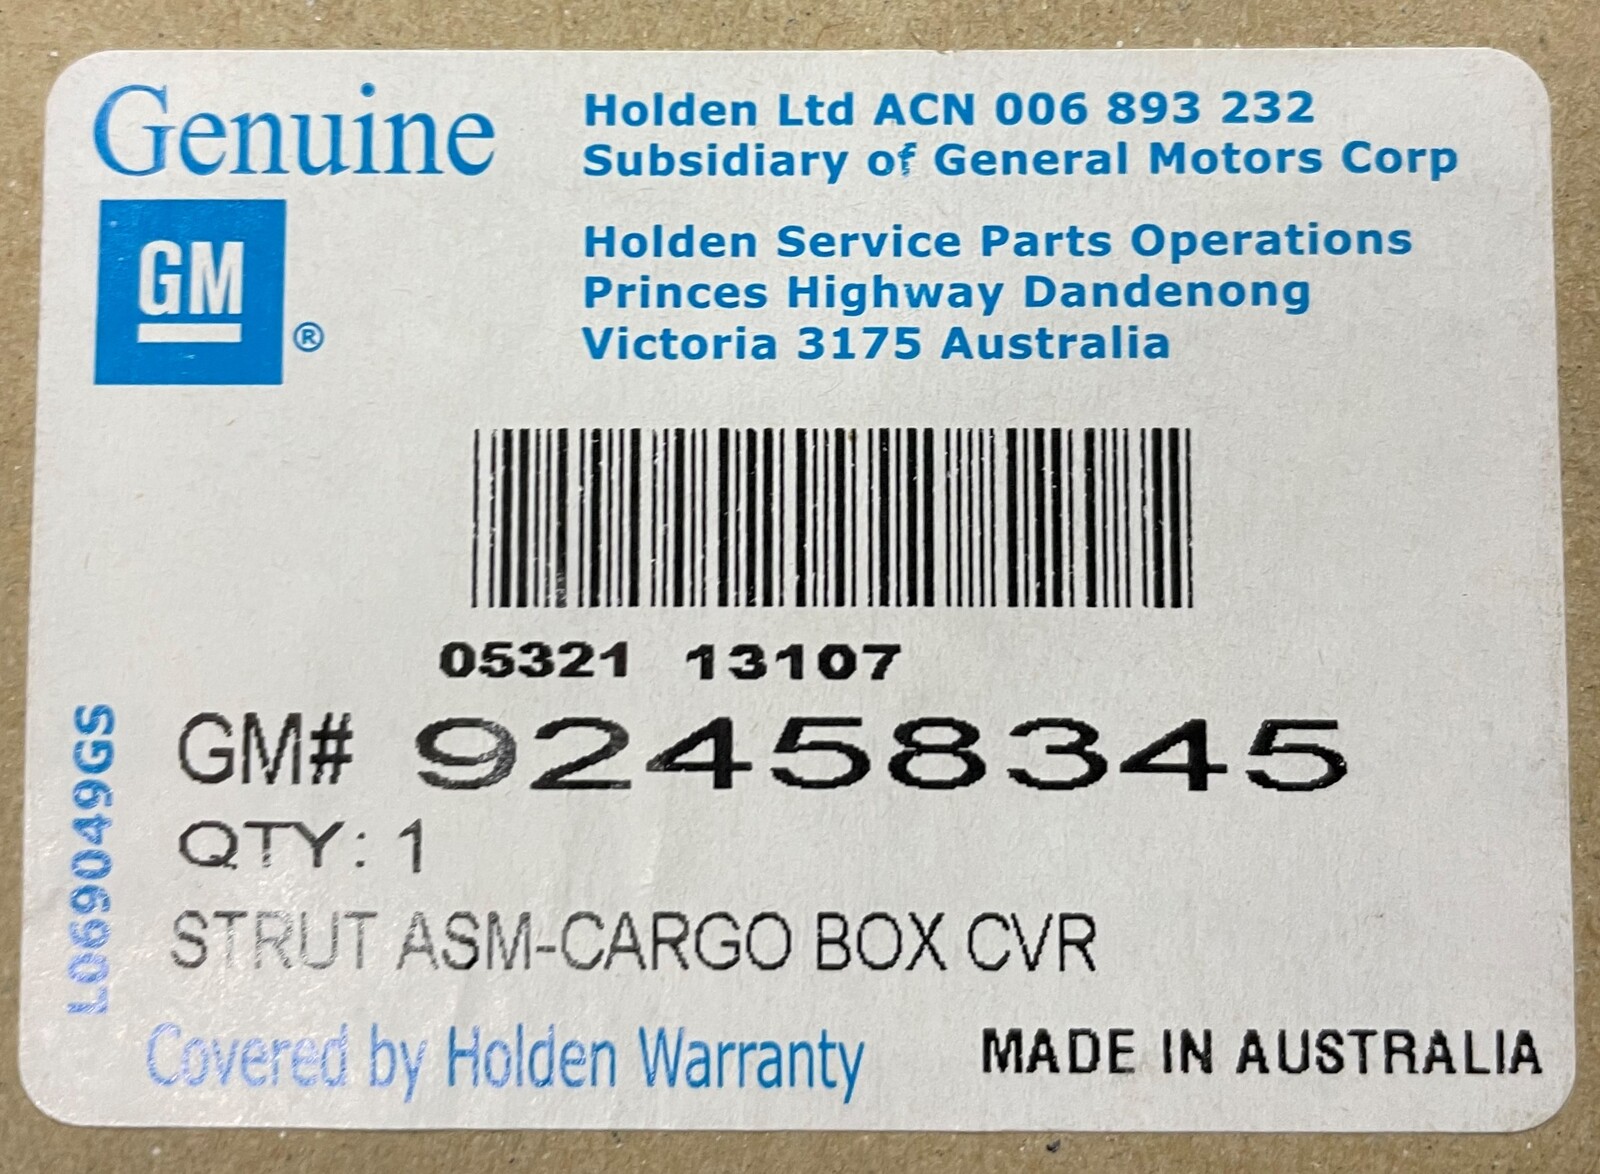 Genuine
GM
®
Holden Ltd ACN 006 893 232
Subsidiary of General Motors Corp
Holden Service Parts Operations
Princes Highway Dandenong
Victoria 3175 Australia
05321 13107
GM# 92458345
QTY: 1
STRUT ASM-CARGO BOX CVR
L069049GS
Covered by Holden Warranty
MADE IN AUSTRALIA